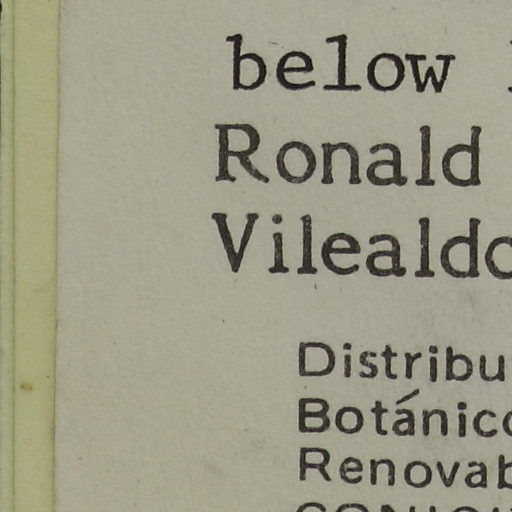 below
Ronald
Vilealdo
Distribu
Botánico
Renovab